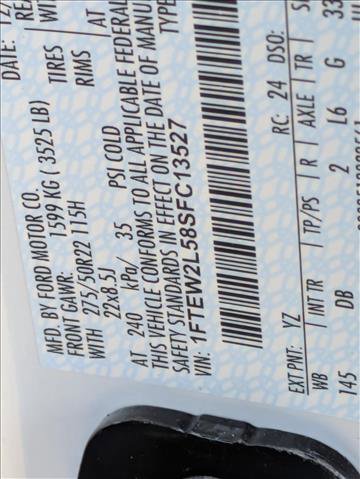 DATE: 12/
MFD. BY FORD MOTOR CO.
FRONT GAWR: 1599 KG ( 3525 LB)
WITH 275/50R22 115H TIRES
22x8.5J RIMS
AT 240 kPa/ 35 PSI COLD AT
THIS VEHICLE CONFORMS TO ALL APPLICABLE FEDERAL
SAFETY STANDARDS IN EFFECT ON THE DATE OF MANU
VIN: 1FTEW2L58SFC13527 TYPE
EXT PNT: YZ RC: 24 DSO:
WB INT TR TP/PS R AXLE TR
145 DB 2 L6 G 33